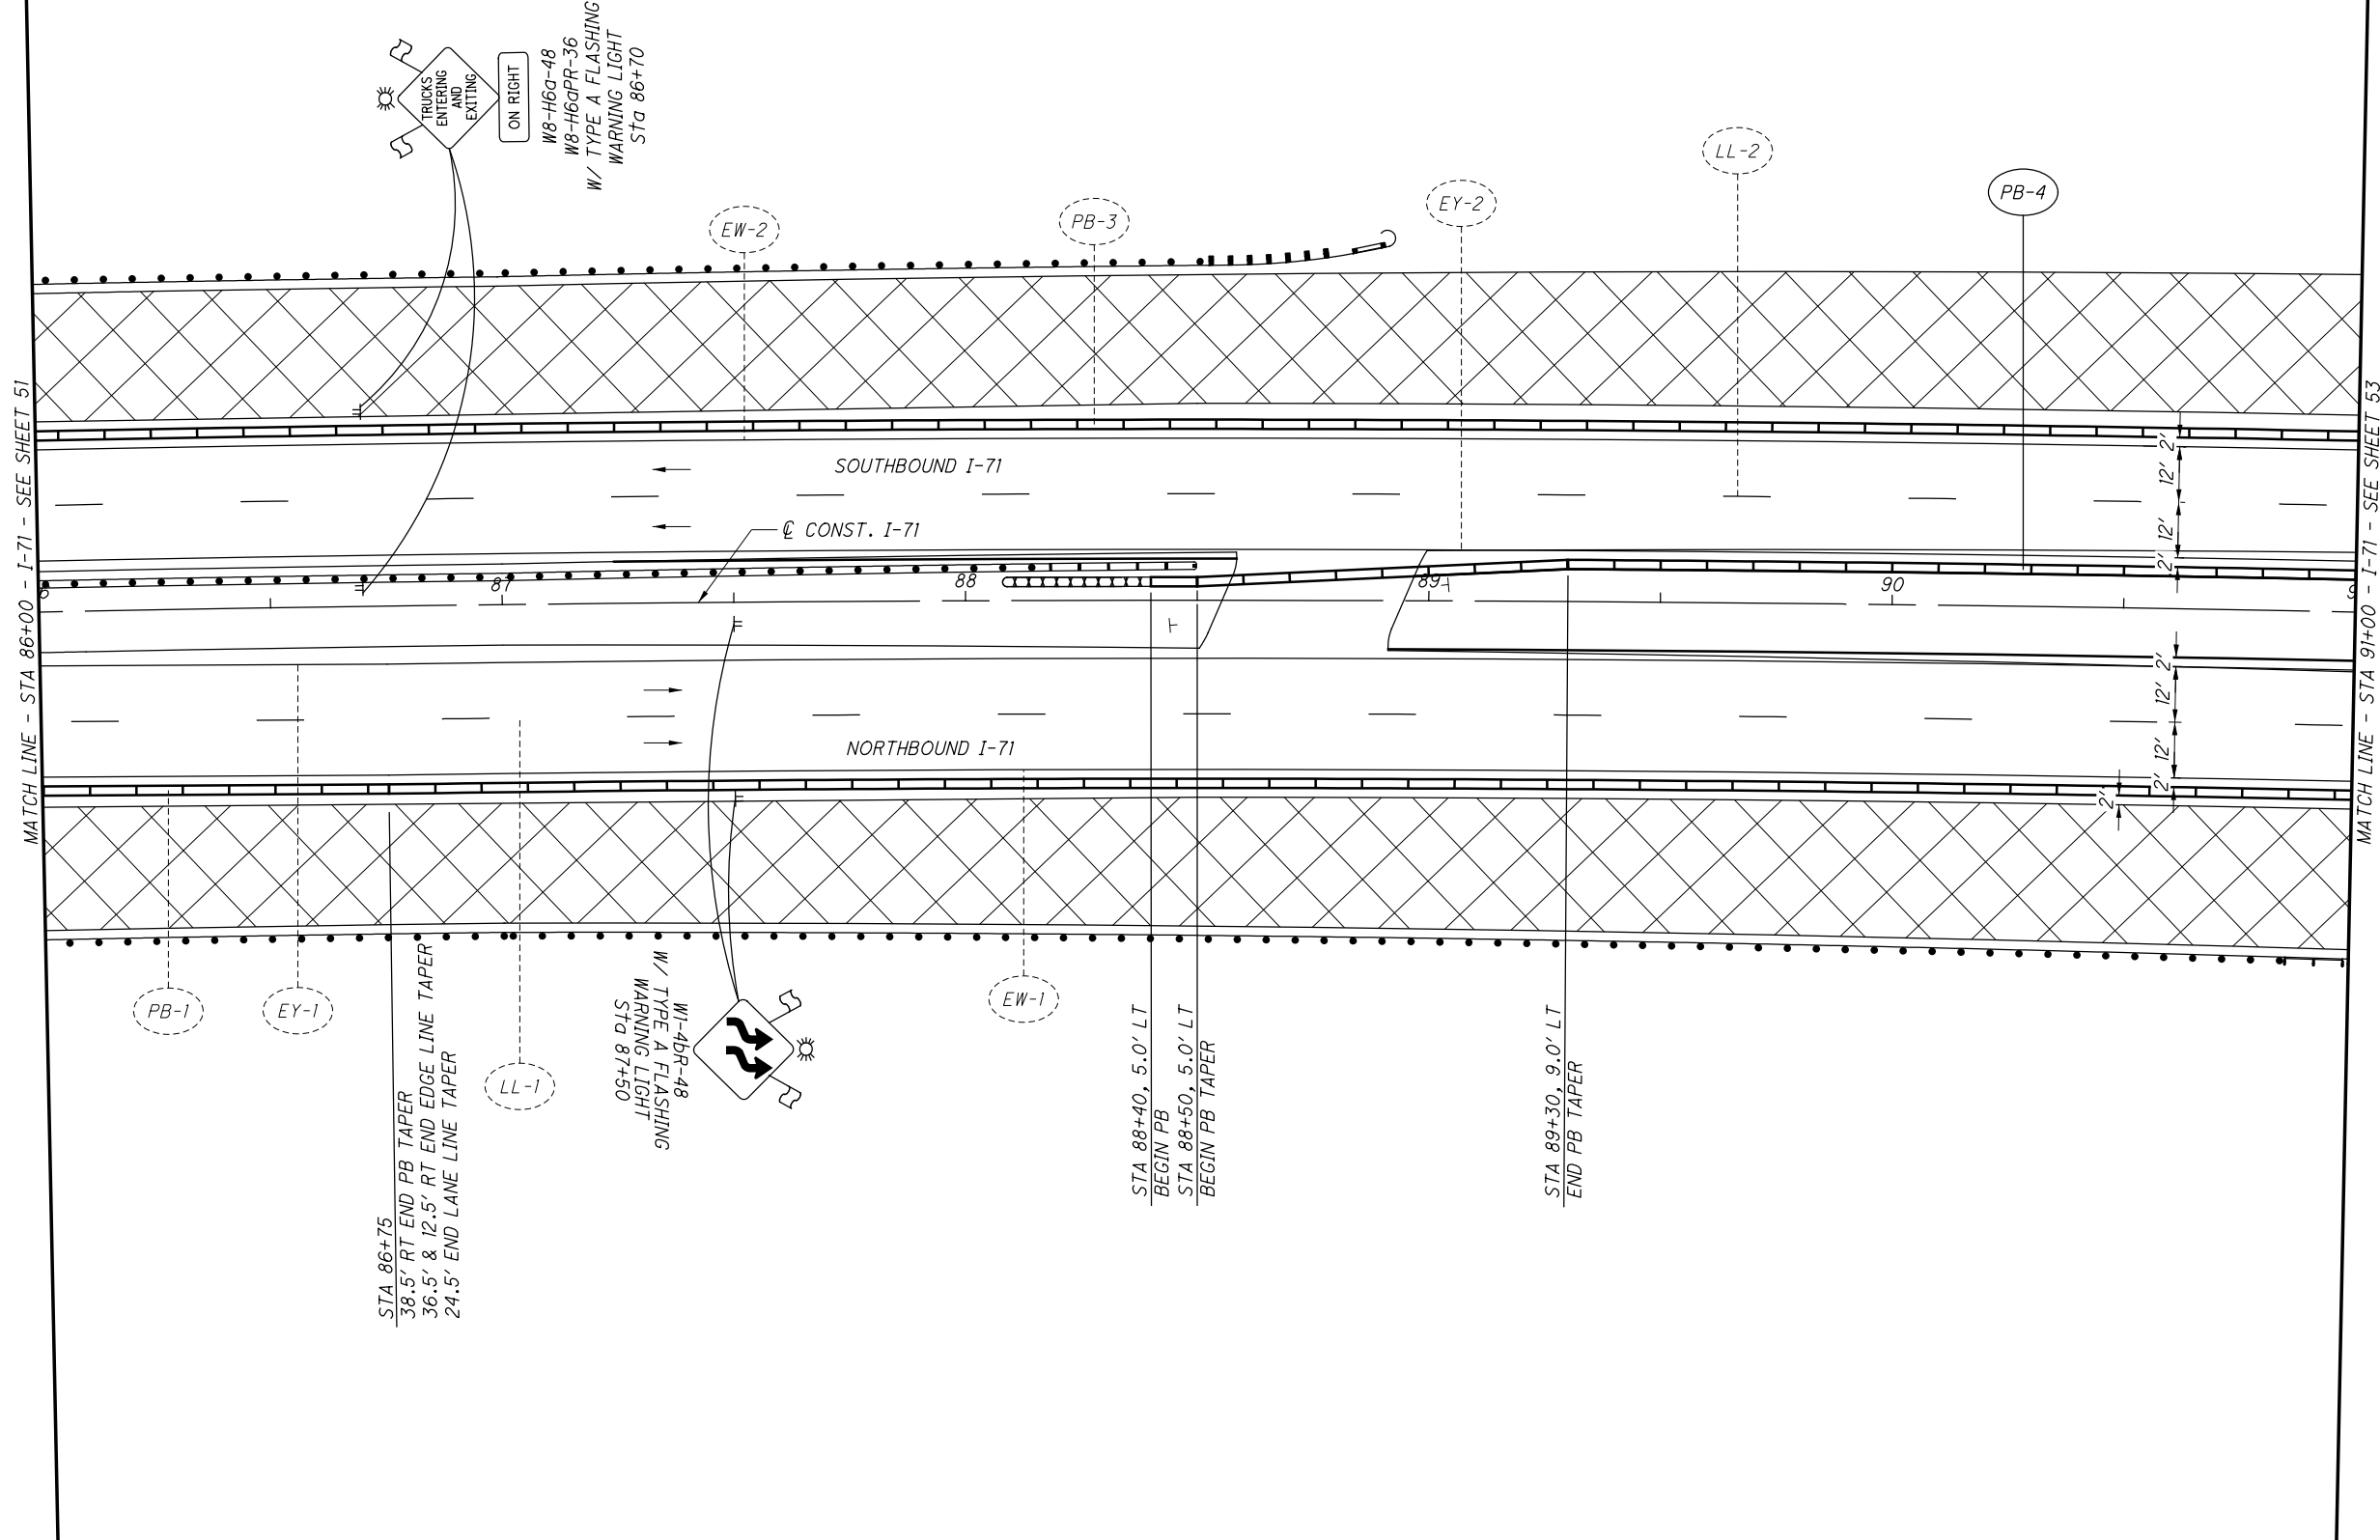 TRUCKS
ENTERING
AND
EXITING
ON RIGHT
W8-H6a-48
W8-H6aPR-36
W/ TYPE A FLASHING
WARNING LIGHT
Sta 86+70
EW-2
PB-3
EY-2
LL-2
PB-4
MATCH LINE - STA 86+00 - I-71 - SEE SHEET 51
MATCH LINE - STA 91+00 - I-71 - SEE SHEET 53
SOUTHBOUND I-71
℄ CONST. I-71
2'
12'
12'
2'
6
87
88
89
90
9
2'
12'
12'
2'
2'
NORTHBOUND I-71
PB-1
EY-1
LL-1
EW-1
STA 86+75
38.5' RT END PB TAPER
36.5' & 12.5' RT END EDGE LINE TAPER
24.5' END LANE LINE TAPER
W1-4bR-48
W/ TYPE A FLASHING
WARNING LIGHT
Sta 87+50
STA 88+40, 5.0' LT
BEGIN PB
STA 88+50, 5.0' LT
BEGIN PB TAPER
STA 89+30, 9.0' LT
END PB TAPER